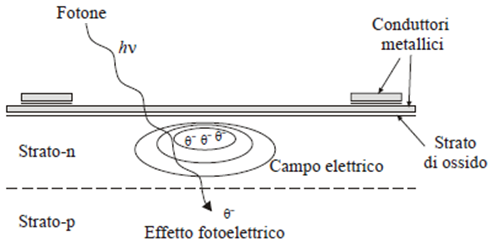 Fotone
hν
Conduttori
metallici
Strato-n
θ⁻ θ⁻ θ⁻
Campo elettrico
Strato
di ossido
Strato-p
θ⁻
Effetto fotoelettrico